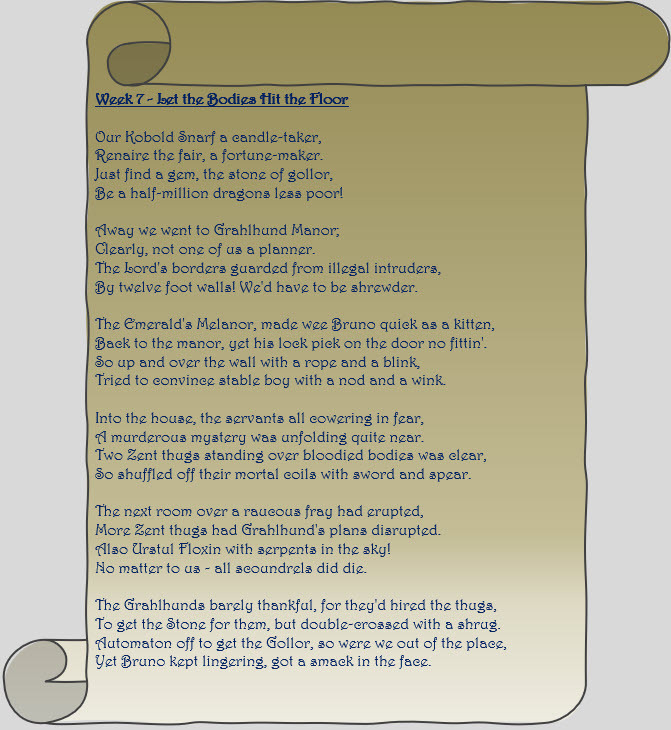 Week 7 - Let the Bodies Hit the Floor
Our Kobold Snarf a candle-taker,
Renaire the fair, a fortune-maker.
Just find a gem, the stone of gollor,
Be a half-million dragons less poor!
Away we went to Grahlhund Manor;
Clearly, not one of us a planner.
The Lord's borders guarded from illegal intruders,
By twelve foot walls! We'd have to be shrewder.
The Emerald's Melanor, made wee Bruno quick as a kitten,
Back to the manor, yet his lock pick on the door no fittin'.
So up and over the wall with a rope and a blink,
Tried to convince stable boy with a nod and a wink.
Into the house, the servants all cowering in fear,
A murderous mystery was unfolding quite near.
Two Zent thugs standing over bloodied bodies was clear,
So shuffled off their mortal coils with sword and spear.
The next room over a raucous fray had erupted,
More Zent thugs had Grahlhund's plans disrupted.
Also Urstul Floxin with serpents in the sky!
No matter to us - all scoundrels did die.
The Grahlhunds barely thankful, for they'd hired the thugs,
To get the Stone for them, but double-crossed with a shrug.
Automaton off to get the Gollor, so were we out of the place,
Yet Bruno kept lingering, got a smack in the face.